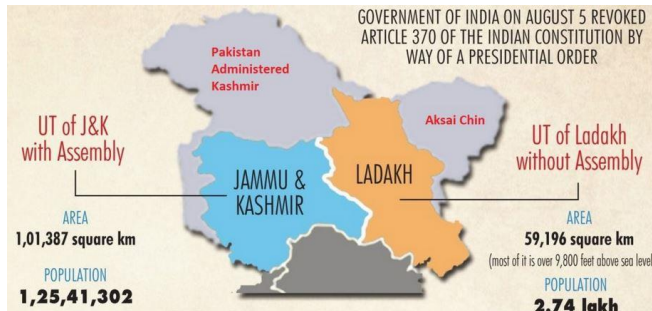 GOVERNMENT OF INDIA ON AUGUST 5 REVOKED
ARTICLE 370 OF THE INDIAN CONSTITUTION BY
WAY OF A PRESIDENTIAL ORDER
Pakistan
Administered
Kashmir
Aksai Chin
UT of J&K
with Assembly
JAMMU &
KASHMIR
LADAKH
UT of Ladakh
without Assembly
AREA
1,01,387 square km
POPULATION
1,25,41,302
AREA
59,196 square km
(most of it is over 9,800 feet above sea level
POPULATION
2.74 lakh